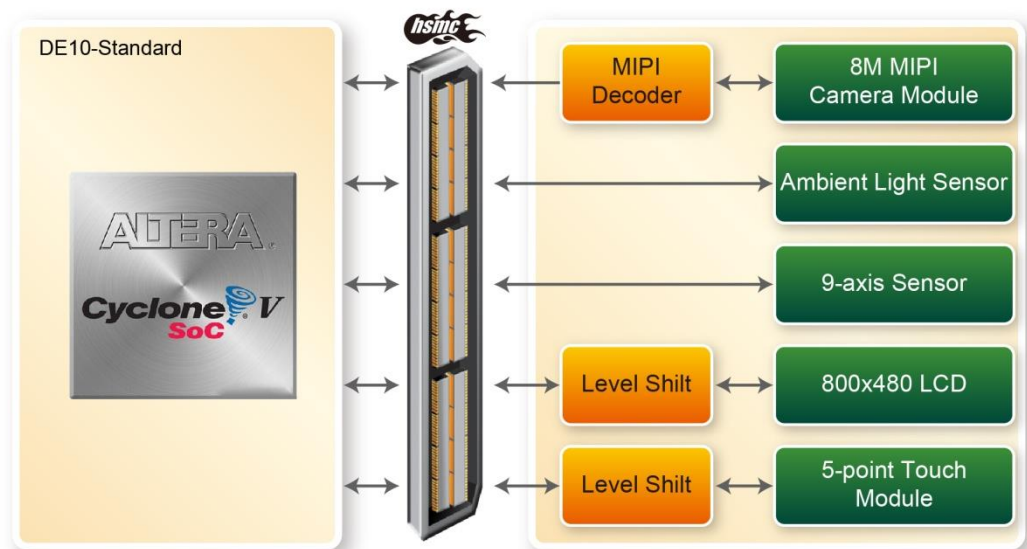 DE10-Standard
hsmc
ALTERA®
Cyclone® V
SoC
MIPI
Decoder
8M MIPI
Camera Module
Ambient Light Sensor
9-axis Sensor
Level Shilt
800x480 LCD
Level Shilt
5-point Touch
Module